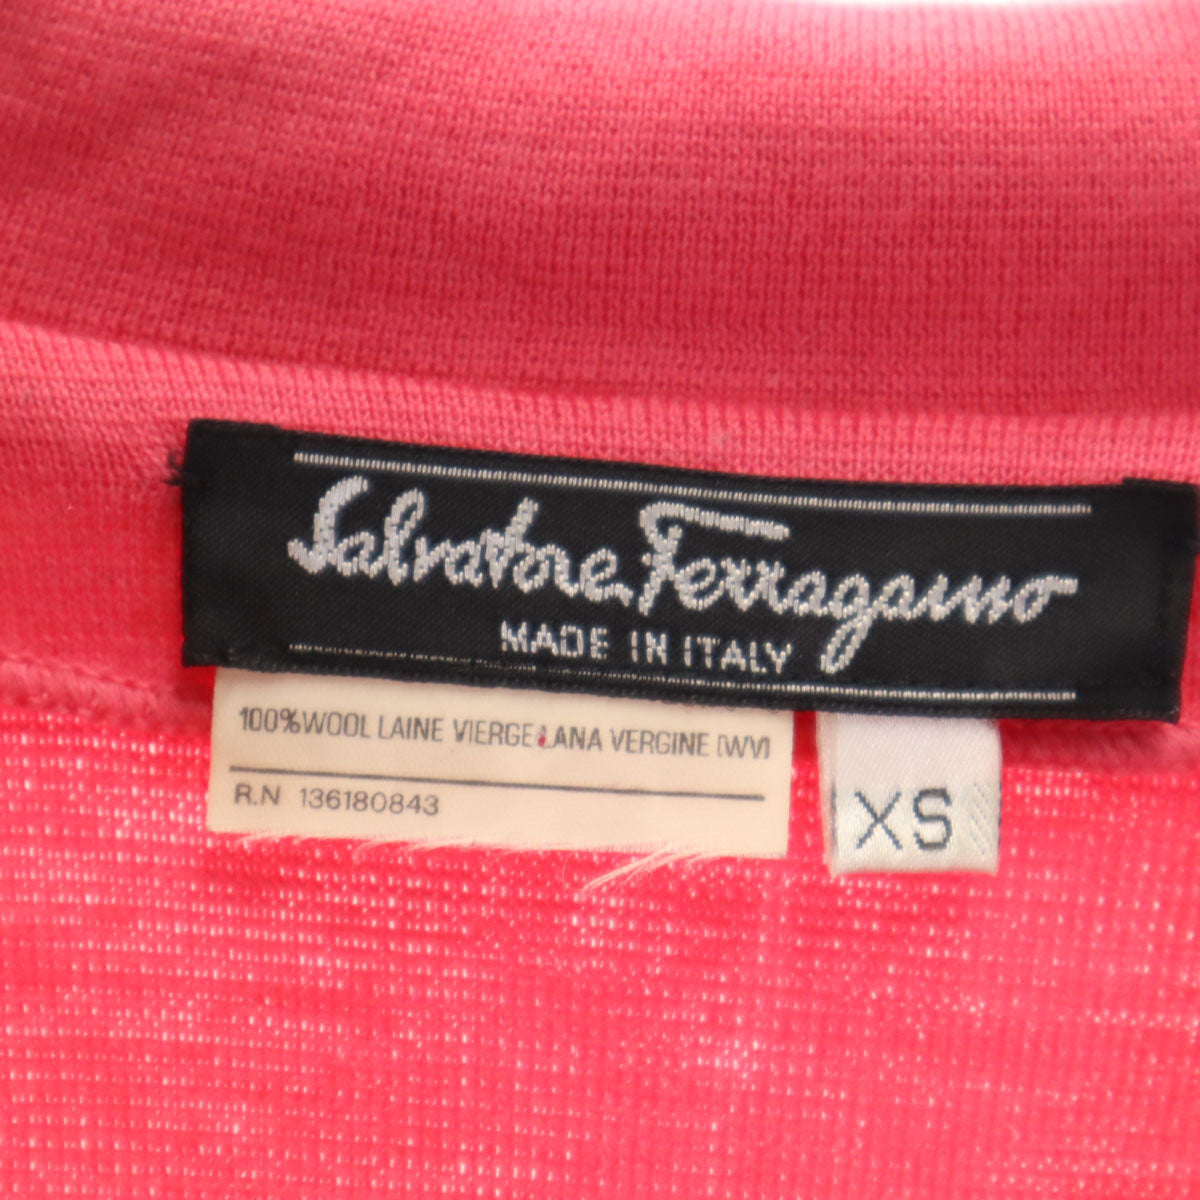 Salvatore Ferragamo
MADE IN ITALY
100% WOOL LAINE VIERGE LANA VERGINE (WV)
R.N 136180843
XS